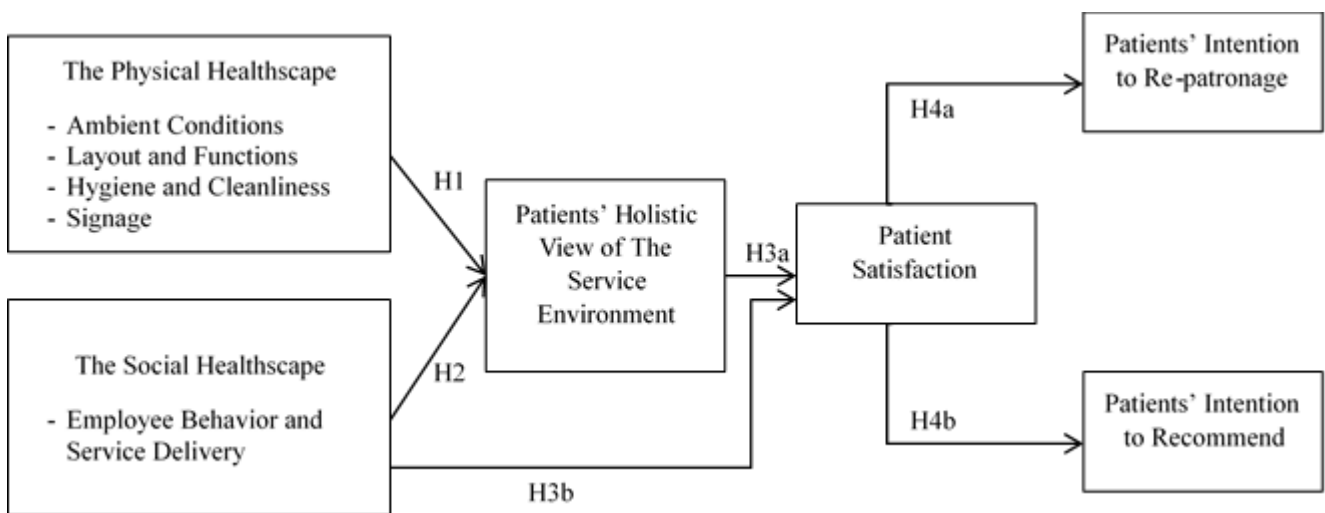 The Physical Healthscape
- Ambient Conditions
- Layout and Functions
- Hygiene and Cleanliness
- Signage
H1
The Social Healthscape
- Employee Behavior and
Service Delivery
H2
Patients’ Holistic
View of The
Service
Environment
H3a
H3b
Patient
Satisfaction
H4a
Patients’ Intention
to Re-patronage
H4b
Patients’ Intention
to Recommend